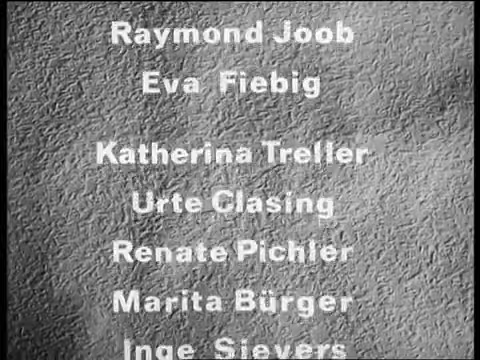 Raymond Joob
Eva Fiebig
Katherina Treller
Urte Clasing
Renate Pichler
Marita Bürger
Inge Sievers